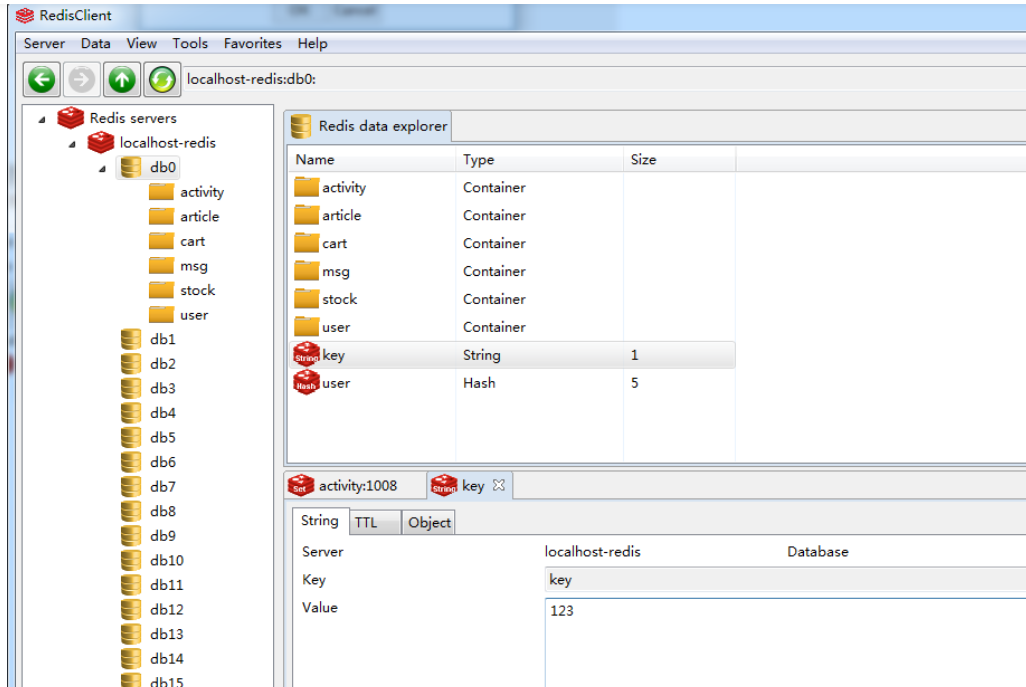 RedisClient
Server Data View Tools Favorites Help
localhost-redis:db0:
Redis servers
localhost-redis
db0
activity
article
cart
msg
stock
user
db1
db2
db3
db4
db5
db6
db7
db8
db9
db10
db11
db12
db13
db14
db15
Redis data explorer
Name Type Size
activity Container
article Container
cart Container
msg Container
stock Container
user Container
String key String 1
Hash user Hash 5
Set activity:1008 String key
String TTL Object
Server localhost-redis Database
Key key
Value 123